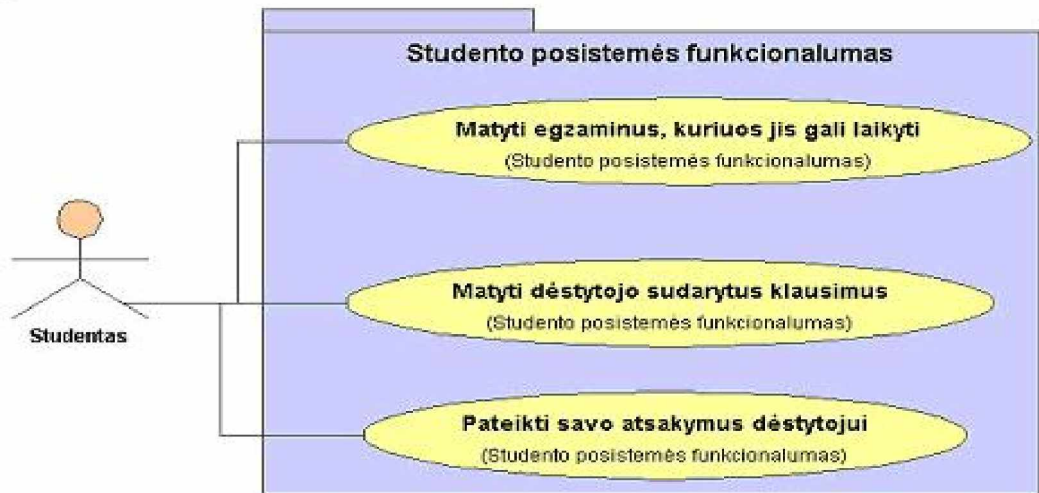 Studento posistemės funkcionalumas
Matyti egzaminus, kuriuos jis gali laikyti
(Studento posistemės funkcionalumas)
Matyti dėstytojo sudarytus klausimus
(Studento posistemės funkcionalumas)
Studentas
Pateikti savo atsakymus dėstytojui
(Studento posistemės funkcionalumas)